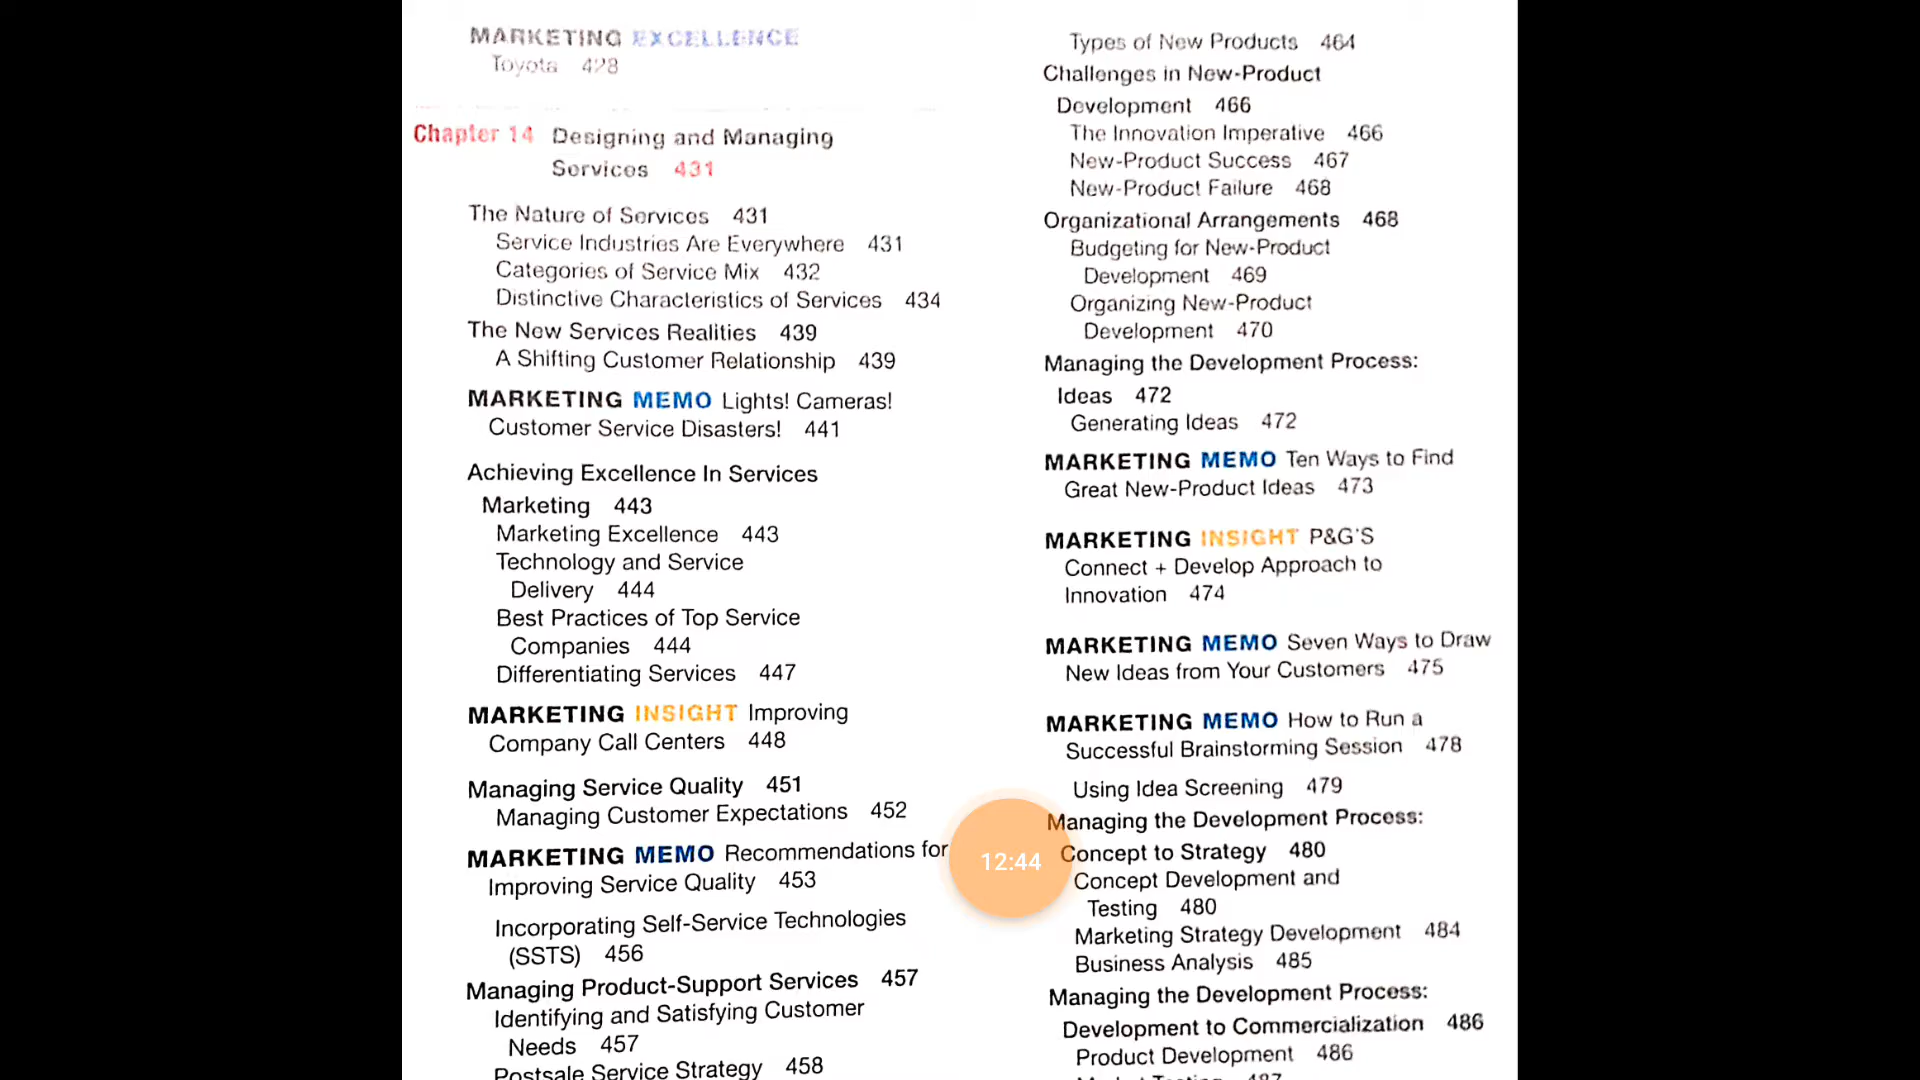 MARKETING EXCELLENCE
Toyota 428
Chapter 14 Designing and Managing
Services 431
The Nature of Services 431
Service Industries Are Everywhere 431
Categories of Service Mix 432
Distinctive Characteristics of Services 434
The New Services Realities 439
A Shifting Customer Relationship 439
MARKETING MEMO Lights! Cameras!
Customer Service Disasters! 441
Achieving Excellence In Services
Marketing 443
Marketing Excellence 443
Technology and Service
Delivery 444
Best Practices of Top Service
Companies 444
Differentiating Services 447
MARKETING INSIGHT Improving
Company Call Centers 448
Managing Service Quality 451
Managing Customer Expectations 452
MARKETING MEMO Recommendations for
Improving Service Quality 453
Incorporating Self-Service Technologies
(SSTS) 456
Managing Product-Support Services 457
Identifying and Satisfying Customer
Needs 457
Postsale Service Strategy 458
Types of New Products 464
Challenges in New-Product
Development 466
The Innovation Imperative 466
New-Product Success 467
New-Product Failure 468
Organizational Arrangements 468
Budgeting for New-Product
Development 469
Organizing New-Product
Development 470
Managing the Development Process:
Ideas 472
Generating Ideas 472
MARKETING MEMO Ten Ways to Find
Great New-Product Ideas 473
MARKETING INSIGHT P&G'S
Connect + Develop Approach to
Innovation 474
MARKETING MEMO Seven Ways to Draw
New Ideas from Your Customers 475
MARKETING MEMO How to Run a
Successful Brainstorming Session 478
Using Idea Screening 479
Managing the Development Process:
Concept to Strategy 480
Concept Development and
Testing 480
Marketing Strategy Development 484
Business Analysis 485
Managing the Development Process:
Development to Commercialization 486
Product Development 486
Market Testing 487
12:44